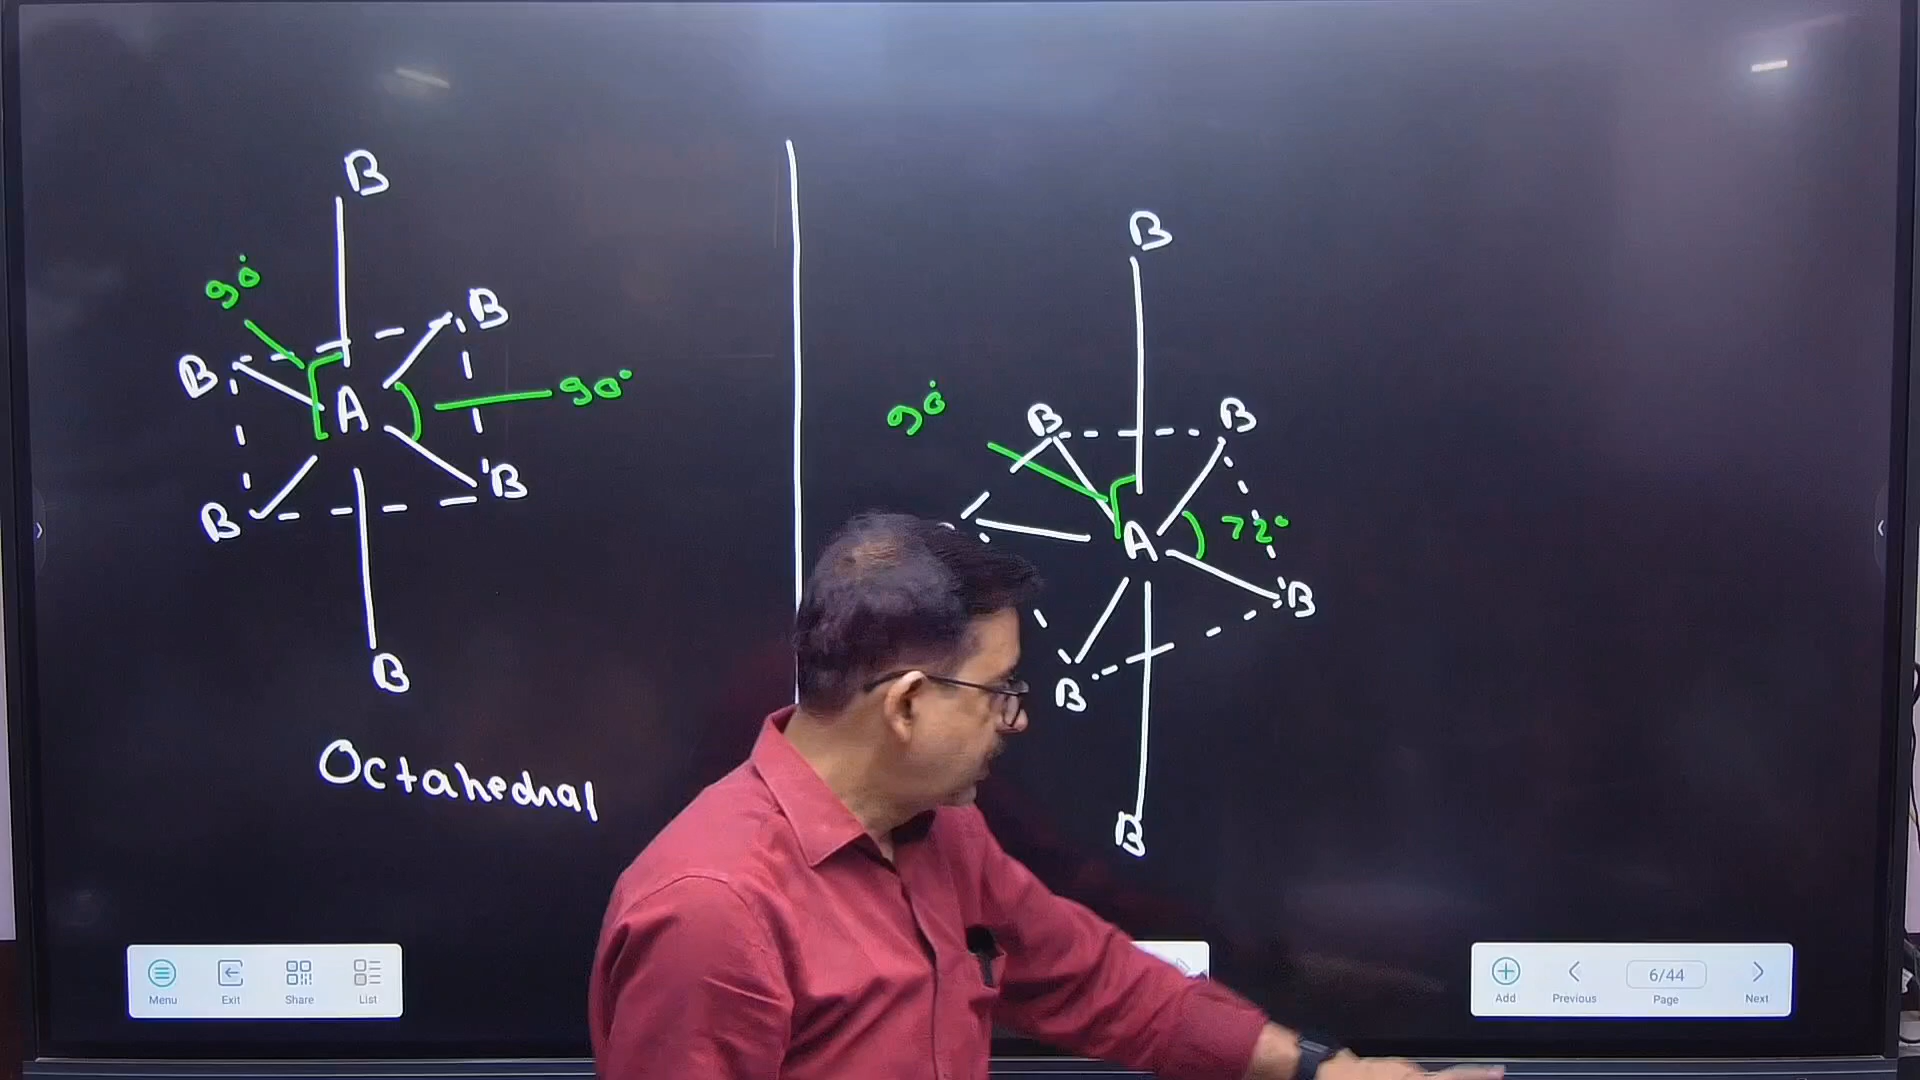 B
90°
B
B
A
90°
B
B
B
Octahedral
B
90°
B
B
A
72°
B
B
B
Menu
Exit
Share
List
Add
Previous
6/44
Page
Next